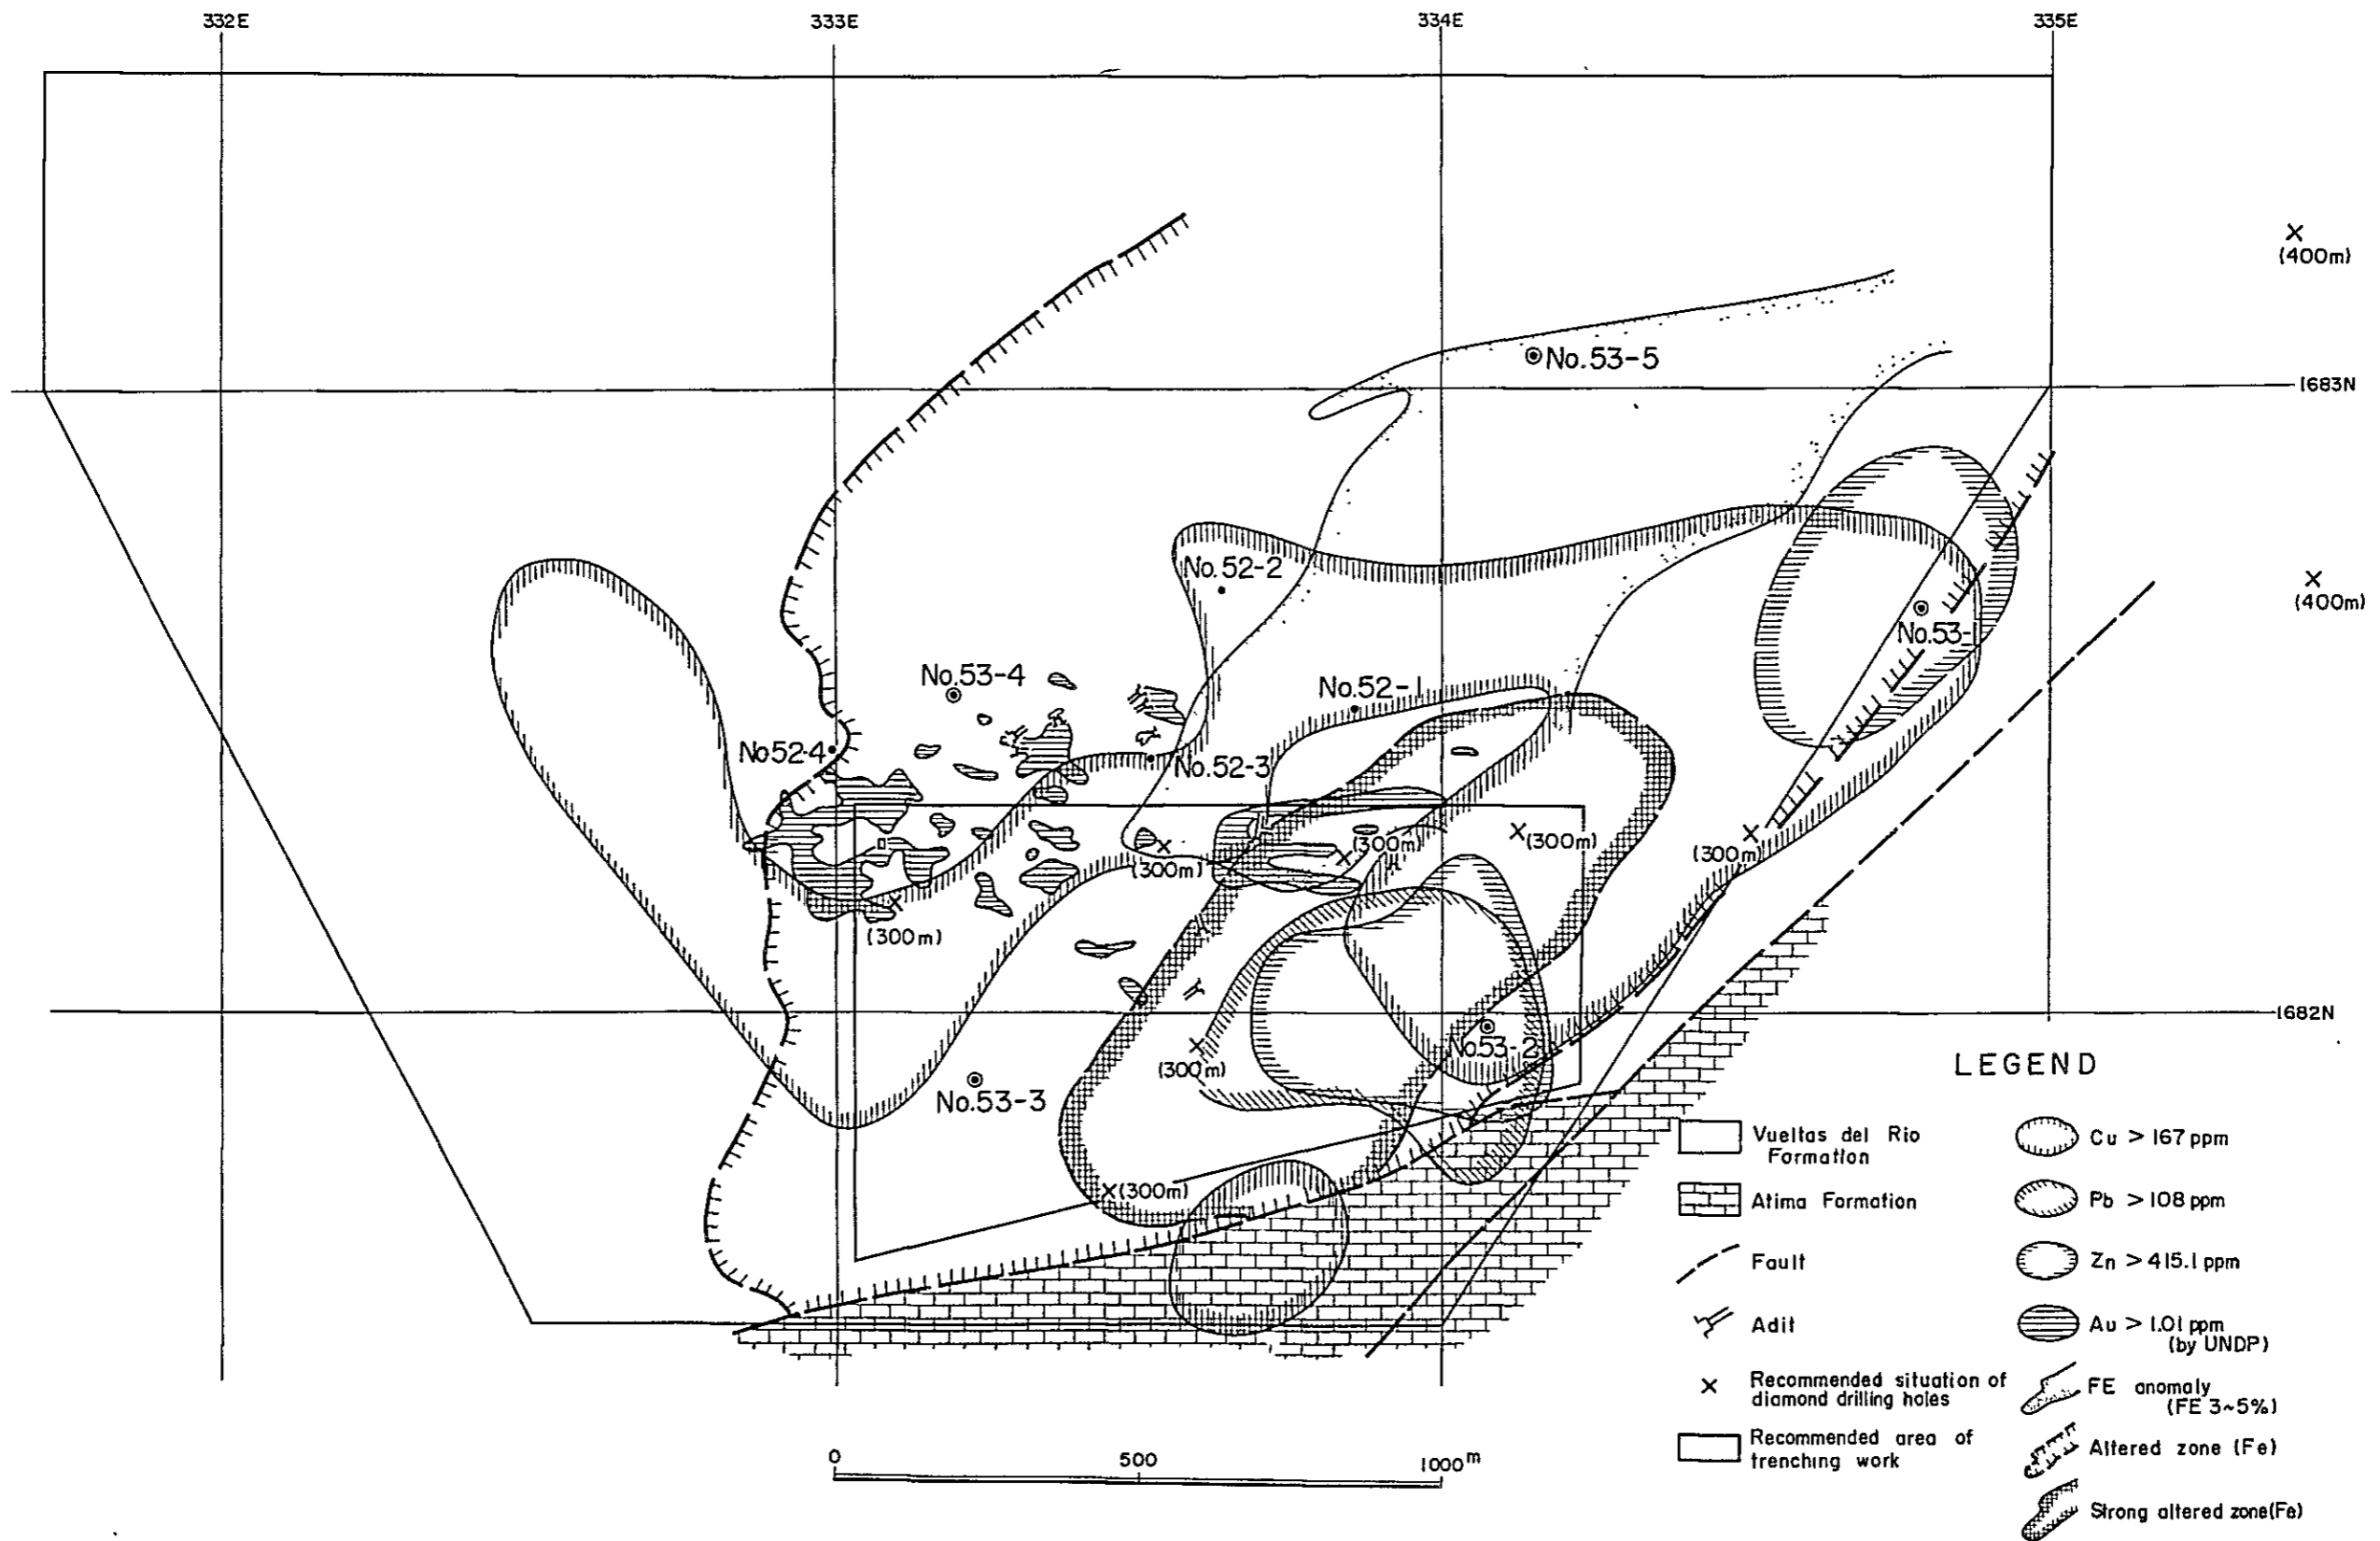 332E
333E
334E
335E
(400m)
No.53-5
1683N
No.52-2
(400m)
No.53-1
No.53-4
No.52-1
No52-4
No.52-3
(300m)
(300m)
(300m)
(300m)
(300m)
1682N
No.53-2
(300m)
No.53-3
(300m)
LEGEND
Vueltas del Rio
Formation
Atima Formation
Fault
Adit
Recommended situation of
diamond drilling holes
Recommended area of
trenching work
Cu > 167 ppm
Pb > 108 ppm
Zn > 415.1 ppm
Au > 1.01 ppm
(by UNDP)
FE anomaly
(FE 3~5%)
Altered zone (Fe)
Strong altered zone(Fe)
0
500
1000m